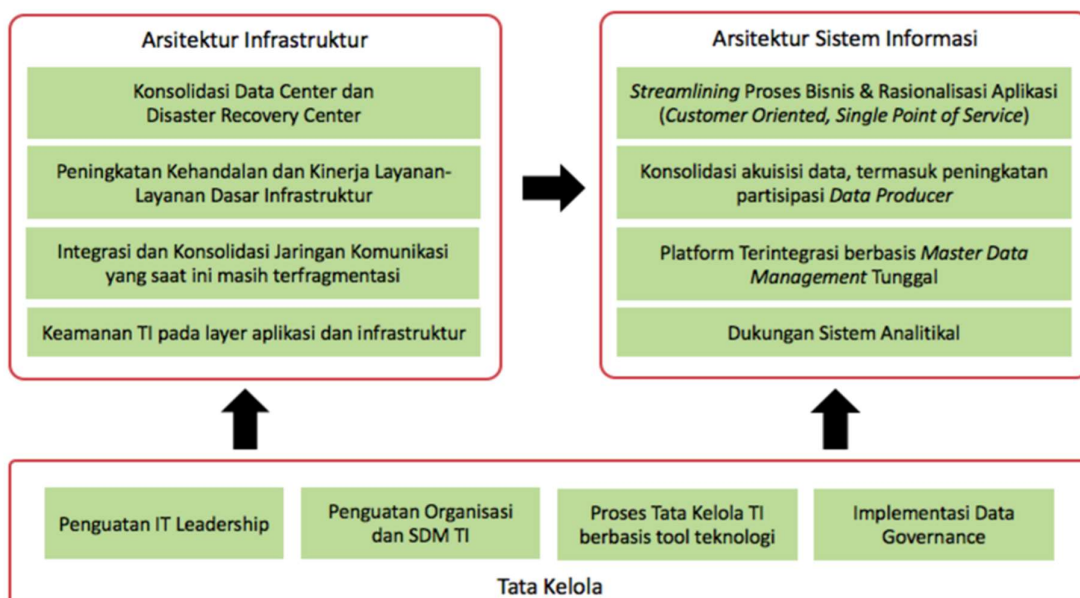 Arsitektur Infrastruktur
Konsolidasi Data Center dan
Disaster Recovery Center
Peningkatan Kehandalan dan Kinerja Layanan-
Layanan Dasar Infrastruktur
Integrasi dan Konsolidasi Jaringan Komunikasi
yang saat ini masih terfragmentasi
Keamanan TI pada layer aplikasi dan infrastruktur
Arsitektur Sistem Informasi
Streamlining Proses Bisnis & Rasionalisasi Aplikasi
(Customer Oriented, Single Point of Service)
Konsolidasi akuisisi data, termasuk peningkatan
partisipasi Data Producer
Platform Terintegrasi berbasis Master Data
Management Tunggal
Dukungan Sistem Analitikal
Penguatan IT Leadership
Penguatan Organisasi
dan SDM TI
Proses Tata Kelola TI
berbasis tool teknologi
Implementasi Data
Governance
Tata Kelola